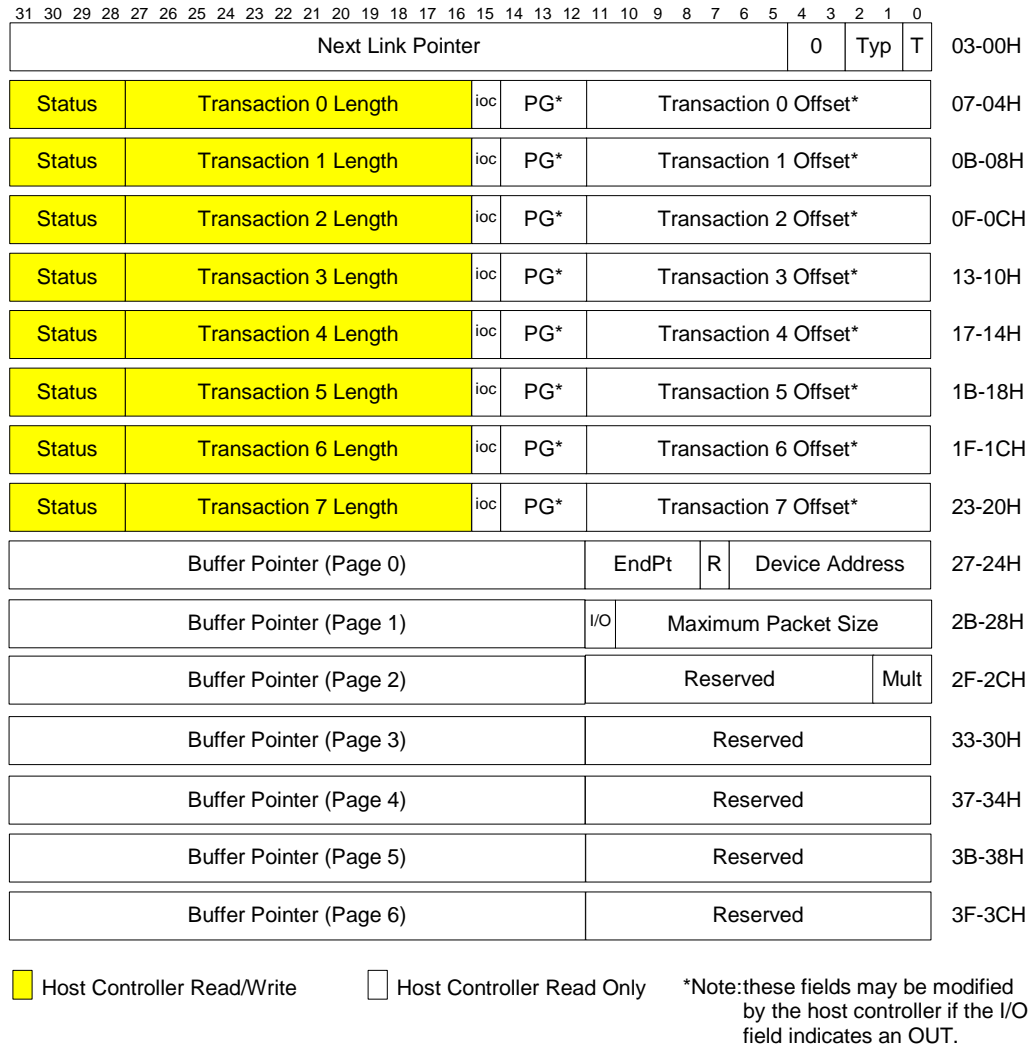 31 30 29 28 27 26 25 24 23 22 21 20 19 18 17 16 15 14 13 12 11 10 9 8 7 6 5 4 3 2 1 0
Next Link Pointer 0 Typ T 03-00H
Status Transaction 0 Length ioc PG* Transaction 0 Offset* 07-04H
Status Transaction 1 Length ioc PG* Transaction 1 Offset* 0B-08H
Status Transaction 2 Length ioc PG* Transaction 2 Offset* 0F-0CH
Status Transaction 3 Length ioc PG* Transaction 3 Offset* 13-10H
Status Transaction 4 Length ioc PG* Transaction 4 Offset* 17-14H
Status Transaction 5 Length ioc PG* Transaction 5 Offset* 1B-18H
Status Transaction 6 Length ioc PG* Transaction 6 Offset* 1F-1CH
Status Transaction 7 Length ioc PG* Transaction 7 Offset* 23-20H
Buffer Pointer (Page 0) EndPt R Device Address 27-24H
Buffer Pointer (Page 1) I/O Maximum Packet Size 2B-28H
Buffer Pointer (Page 2) Reserved Mult 2F-2CH
Buffer Pointer (Page 3) Reserved 33-30H
Buffer Pointer (Page 4) Reserved 37-34H
Buffer Pointer (Page 5) Reserved 3B-38H
Buffer Pointer (Page 6) Reserved 3F-3CH
Host Controller Read/Write Host Controller Read Only *Note:these fields may be modified
by the host controller if the I/O
field indicates an OUT.